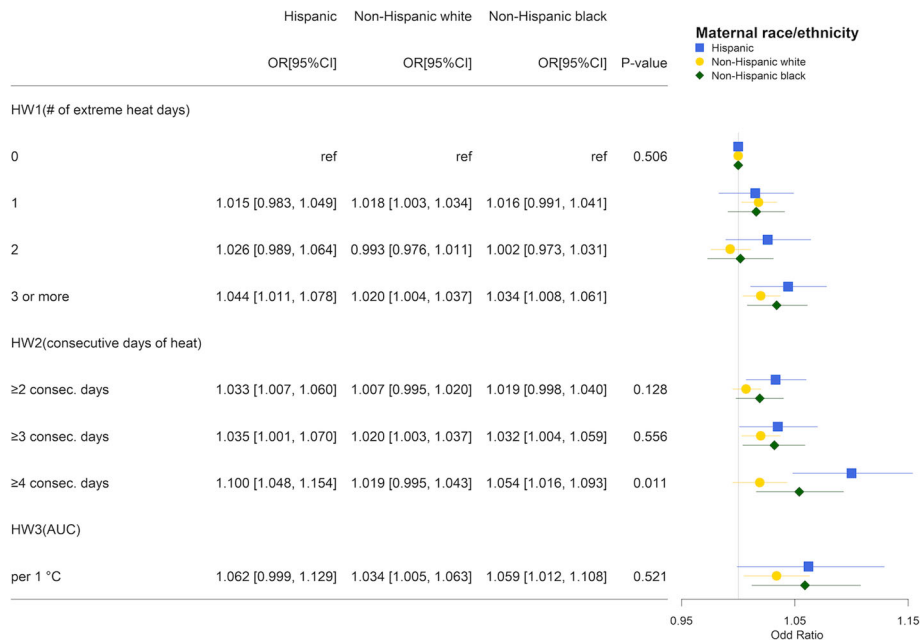 Hispanic Non-Hispanic white Non-Hispanic black
OR[95%CI] OR[95%CI] OR[95%CI] P-value
Maternal race/ethnicity
Hispanic
Non-Hispanic white
Non-Hispanic black
HW1(# of extreme heat days)
0 ref ref ref 0.506
1 1.015 [0.983, 1.049] 1.018 [1.003, 1.034] 1.016 [0.991, 1.041]
2 1.026 [0.989, 1.064] 0.993 [0.976, 1.011] 1.002 [0.973, 1.031]
3 or more 1.044 [1.011, 1.078] 1.020 [1.004, 1.037] 1.034 [1.008, 1.061]
HW2(consecutive days of heat)
≥2 consec. days 1.033 [1.007, 1.060] 1.007 [0.995, 1.020] 1.019 [0.998, 1.040] 0.128
≥3 consec. days 1.035 [1.001, 1.070] 1.020 [1.003, 1.037] 1.032 [1.004, 1.059] 0.556
≥4 consec. days 1.100 [1.048, 1.154] 1.019 [0.995, 1.043] 1.054 [1.016, 1.093] 0.011
HW3(AUC)
per 1 °C 1.062 [0.999, 1.129] 1.034 [1.005, 1.063] 1.059 [1.012, 1.108] 0.521
0.95 1.05 1.15
Odd Ratio